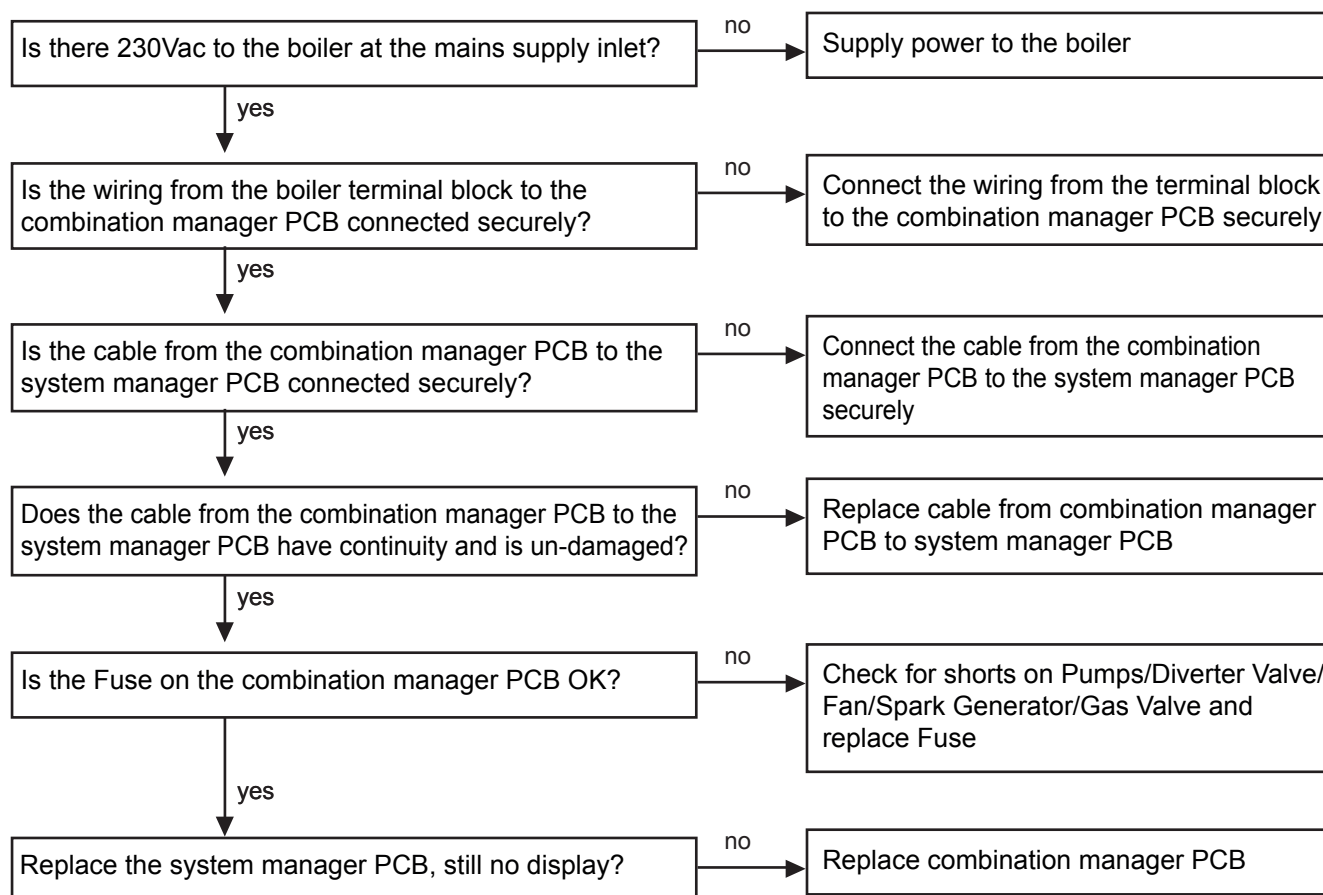 Is there 230Vac to the boiler at the mains supply inlet?
no
Supply power to the boiler
yes
Is the wiring from the boiler terminal block to the
combination manager PCB connected securely?
no
Connect the wiring from the terminal block
to the combination manager PCB securely
yes
Is the cable from the combination manager PCB to the
system manager PCB connected securely?
no
Connect the cable from the combination
manager PCB to the system manager PCB
securely
yes
Does the cable from the combination manager PCB to the
system manager PCB have continuity and is un-damaged?
no
Replace cable from combination manager
PCB to system manager PCB
yes
Is the Fuse on the combination manager PCB OK?
no
Check for shorts on Pumps/Diverter Valve/
Fan/Spark Generator/Gas Valve and
replace Fuse
yes
Replace the system manager PCB, still no display?
no
Replace combination manager PCB